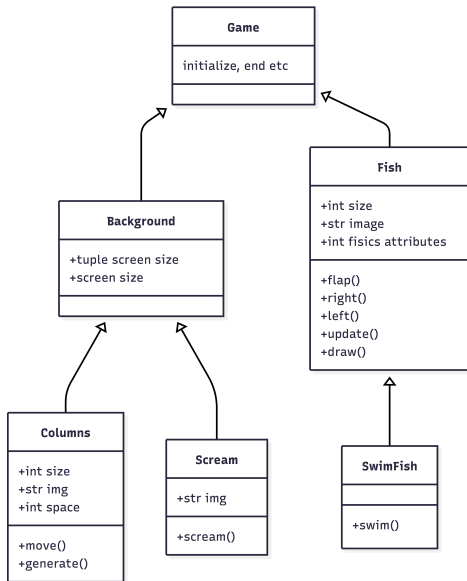 Game
initialize, end etc
Fish
+int size
+str image
+int fisics attributes
+flap()
+right()
+left()
+update()
+draw()
Background
+tuple screen size
+screen size
Columns
+int size
+str img
+int space
+move()
+generate()
Scream
+str img
+scream()
SwimFish
+swim()